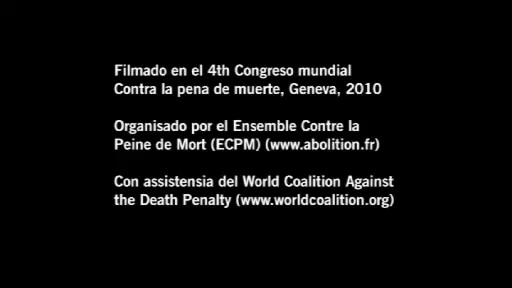 Filmado en el 4th Congreso mundial
Contra la pena de muerte, Geneva, 2010
Organisado por el Ensemble Contre la
Peine de Mort (ECPM) (www.abolition.fr)
Con assistensia del World Coalition Against
the Death Penalty (www.worldcoalition.org)